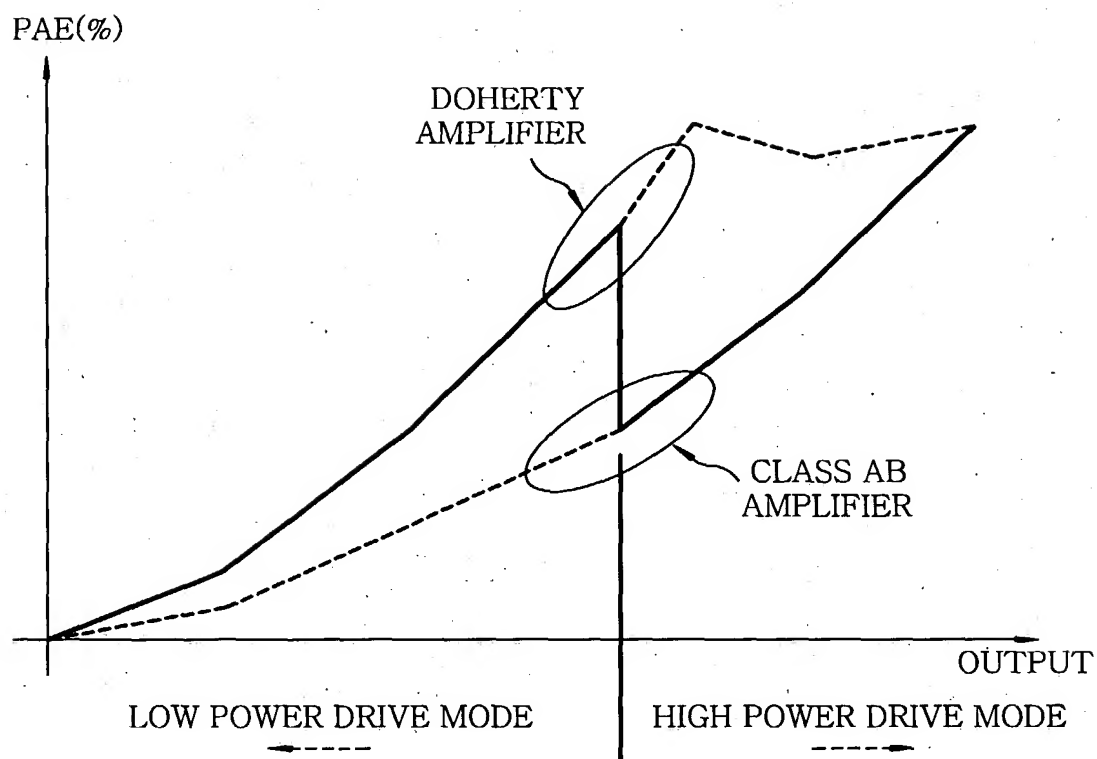 PAE(%)
DOHERTY
AMPLIFIER
CLASS AB
AMPLIFIER
OUTPUT
LOW POWER DRIVE MODE
HIGH POWER DRIVE MODE